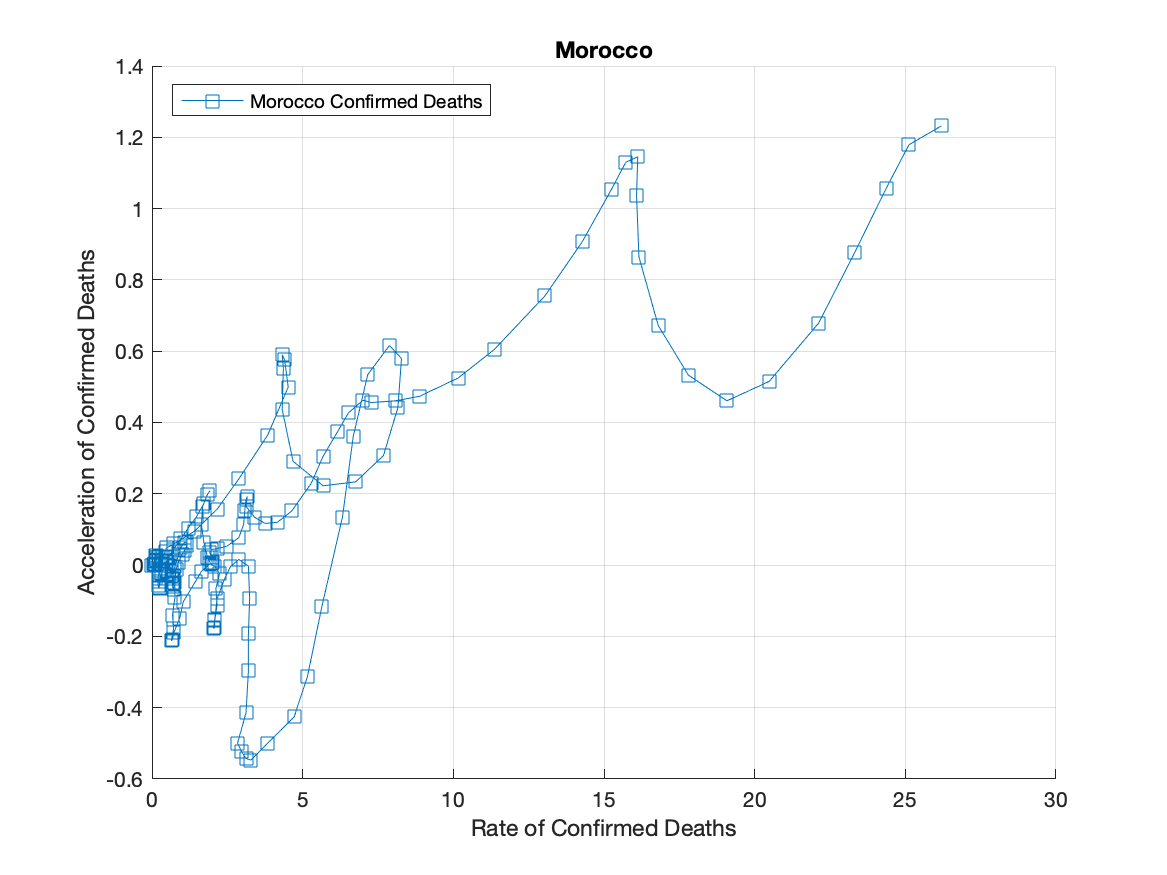 Morocco
1.4
Morocco Confirmed Deaths
1.2
1
0.8
0.6
0.4
0.2
0
-0.2
-0.4
-0.6
Acceleration of Confirmed Deaths
0 5 10 15 20 25 30
Rate of Confirmed Deaths